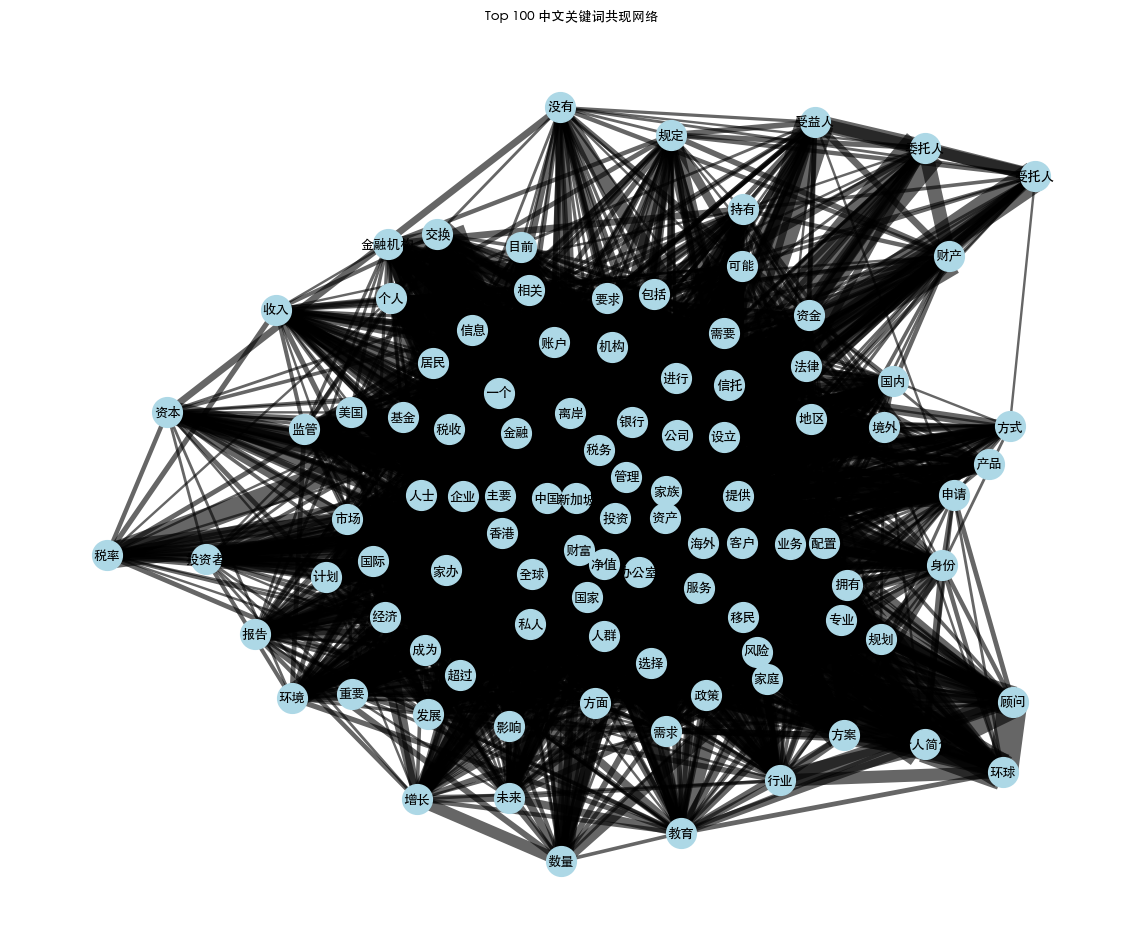 Top 100 中文关键词共现网络
没有
受益人
规定
委托人
受托人
持有
交换
金融机
目前
财产
可能
相关
包括
个人
要求
收入
资金
信息
需要
账户
机构
居民
法律
进行
国内
信托
一个
资本
美国
离岸
基金
地区
银行
方式
境外
监管
税收
金融
公司
设立
税务
产品
管理
家族
人士
企业
主要
中国
新加坡
提供
申请
市场
投资
资产
香港
海外
客户
业务
配置
财富
税率
投资者
国际
净值
身份
家办
办公室
全球
计划
拥有
服务
国家
经济
移民
专业
私人
报告
人群
规划
成为
风险
选择
超过
家庭
重要
政策
环境
顾问
方面
发展
影响
需求
方案
人简
环球
行业
未来
增长
教育
数量